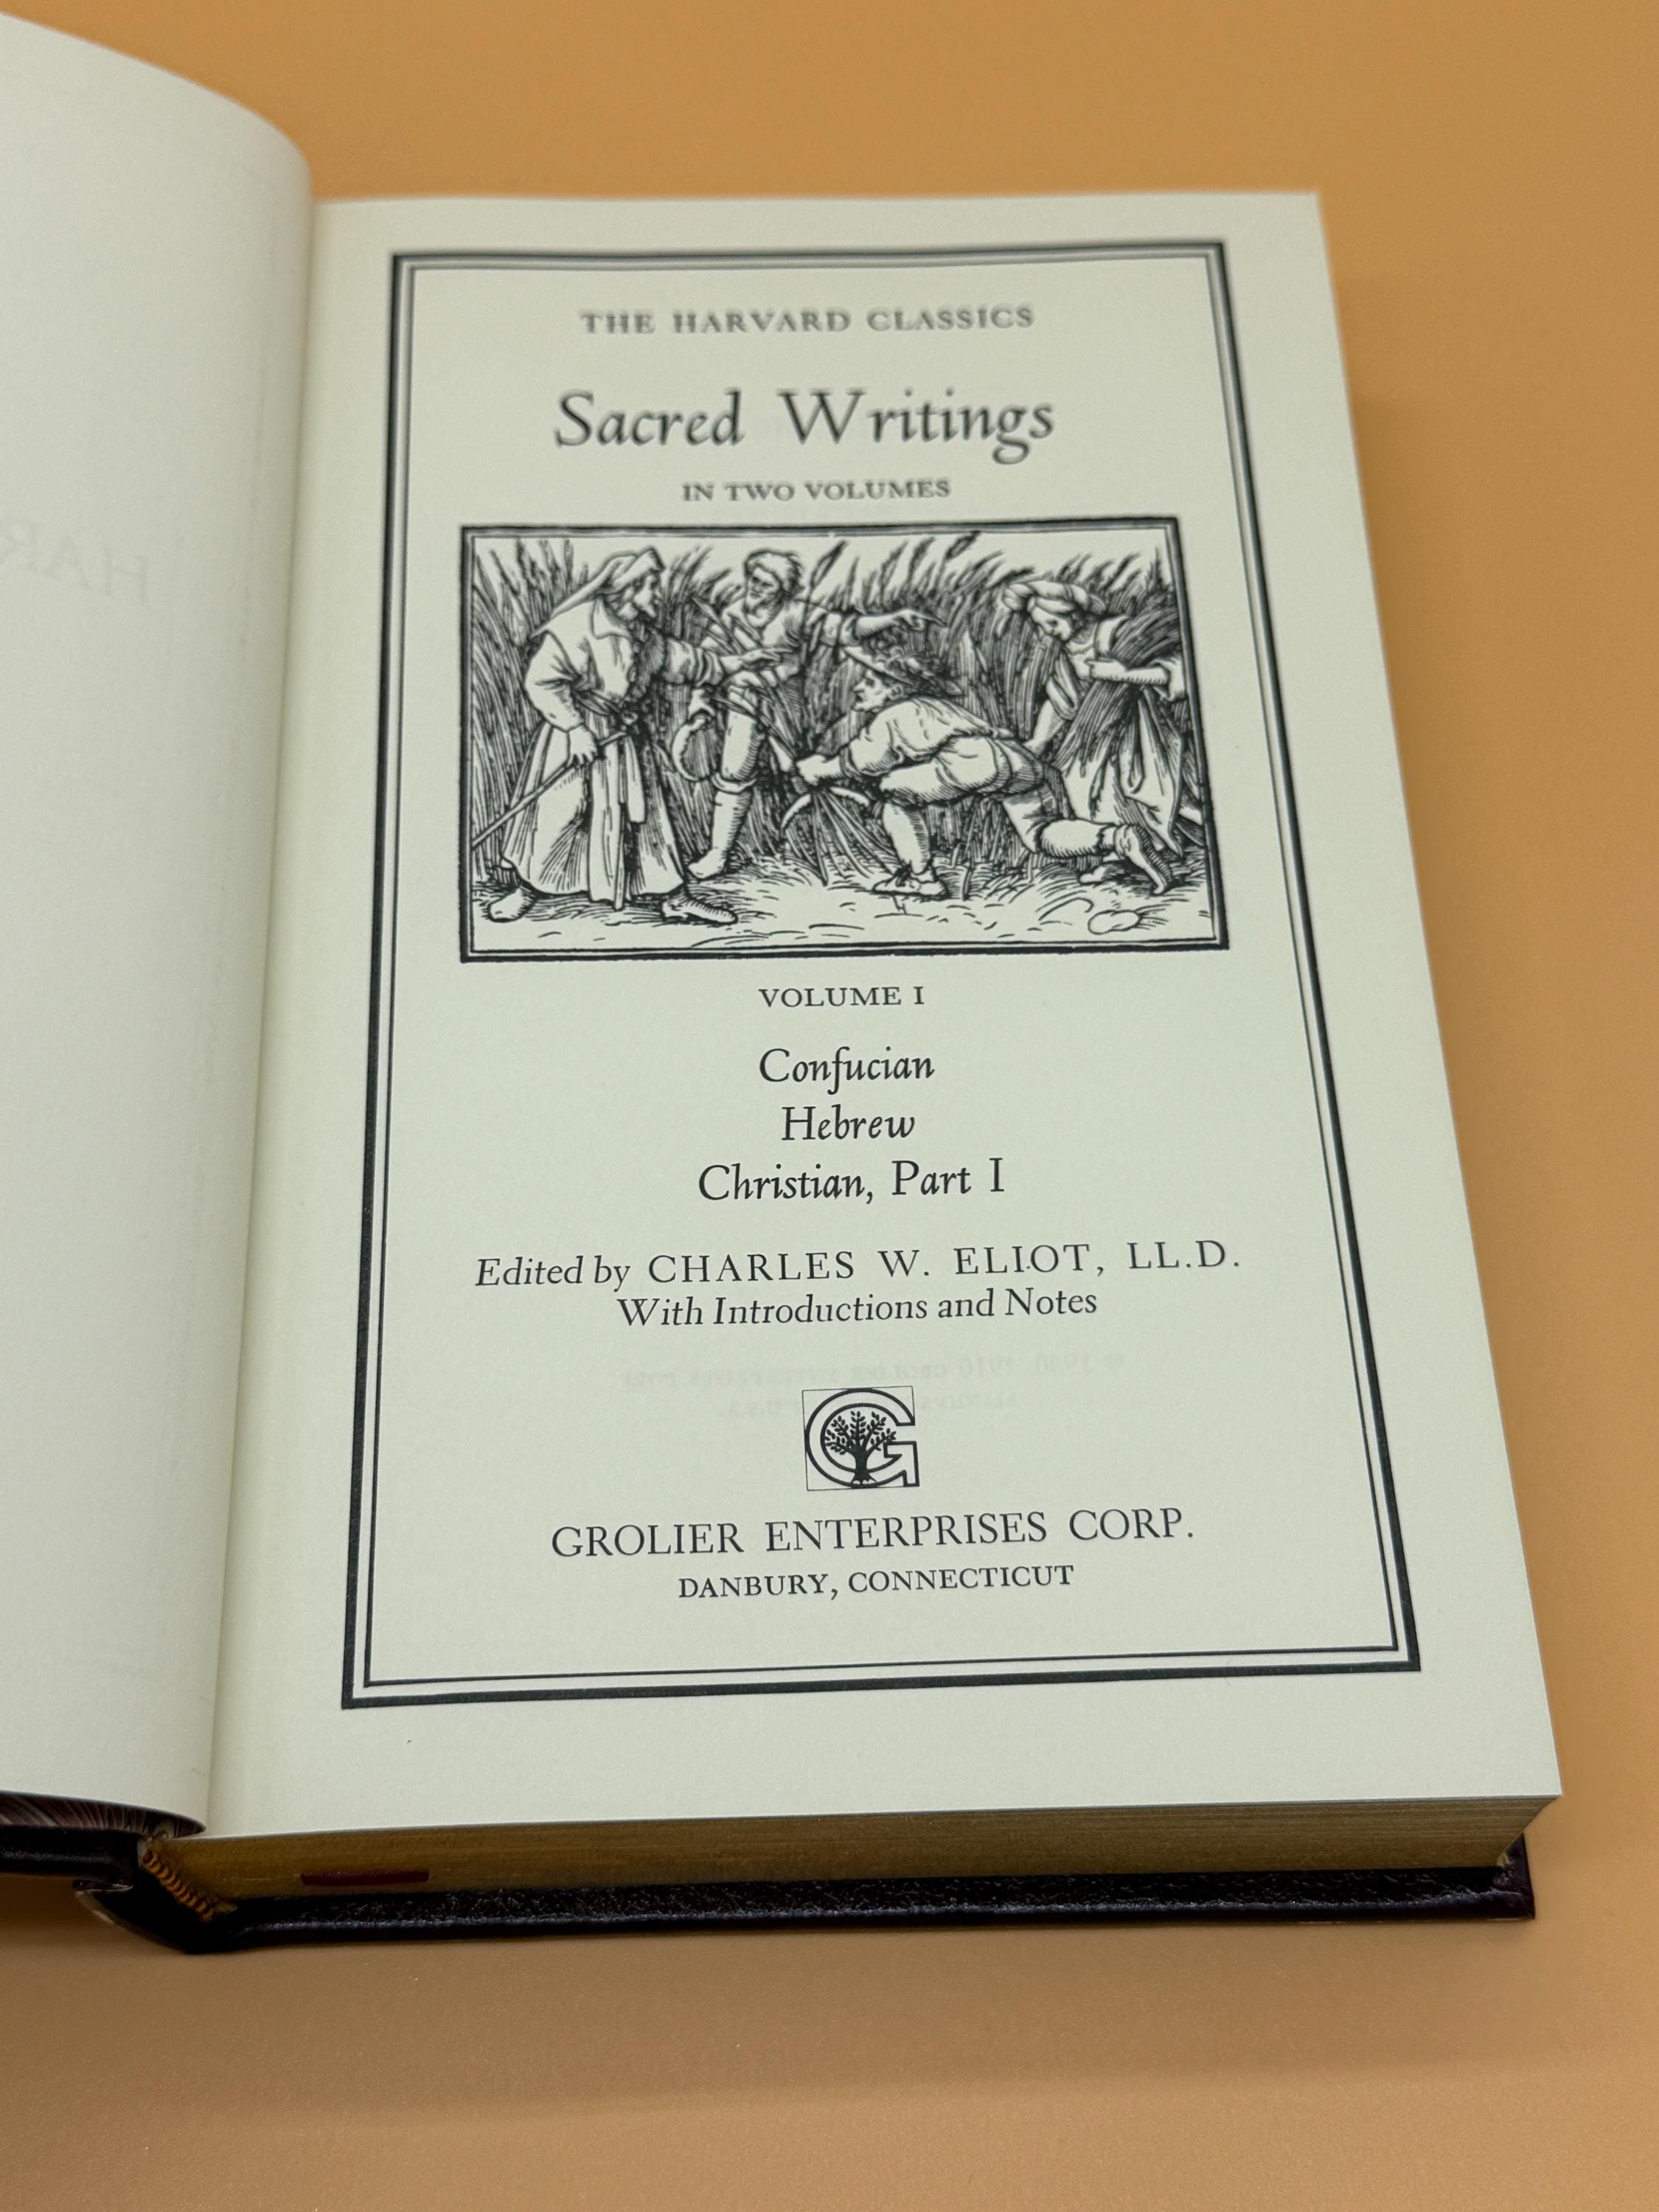 THE HARVARD CLASSICS
Sacred Writings
IN TWO VOLUMES
VOLUME I
Confucian
Hebrew
Christian, Part I
Edited by CHARLES W. ELIOT, LL.D.
With Introductions and Notes
G
GROLIER ENTERPRISES CORP.
DANBURY, CONNECTICUT